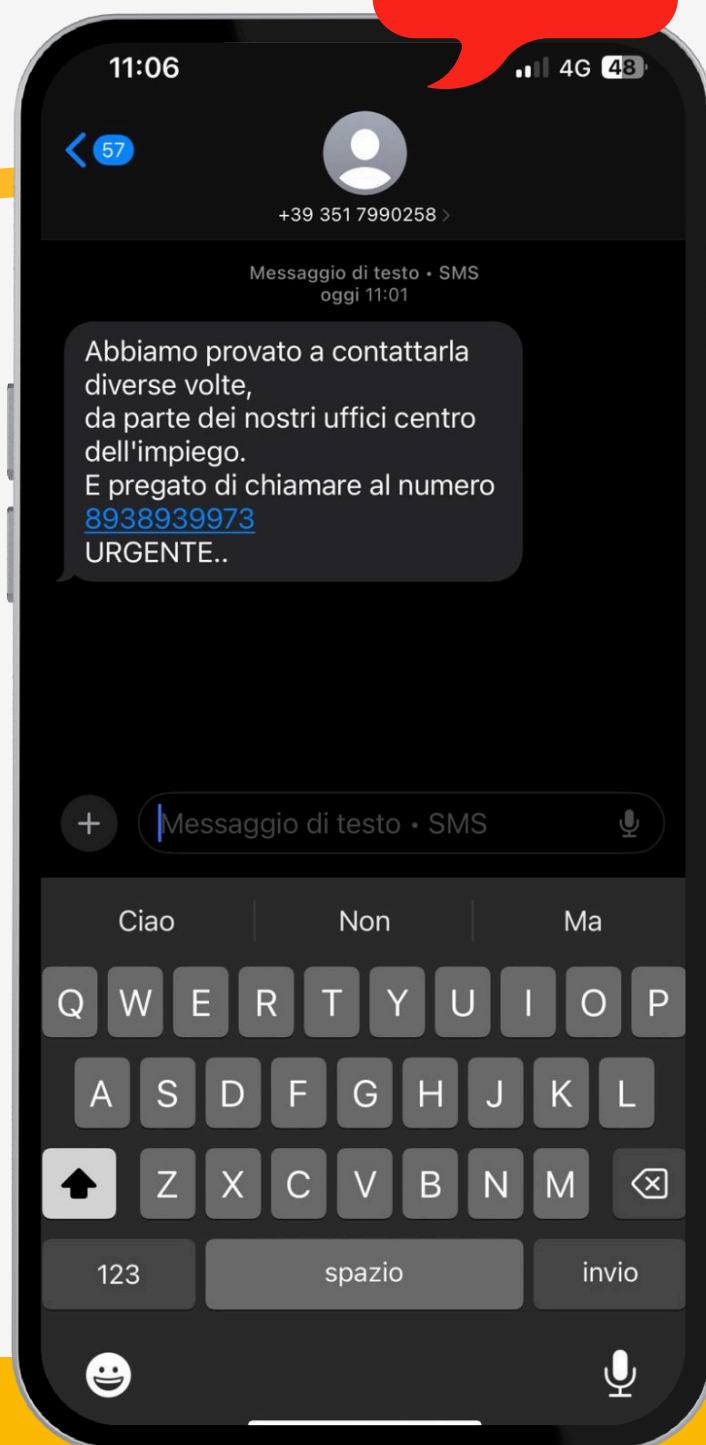 11:06
4G 48
57
+39 351 7990258
Messaggio di testo • SMS
oggi 11:01
Abbiamo provato a contattarla
diverse volte,
da parte dei nostri uffici centro
dell'impiego.
E pregato di chiamare al numero
8938939973
URGENTE..
Messaggio di testo • SMS
Ciao Non Ma
Q W E R T Y U I O P
A S D F G H J K L
Z X C V B N M
123 spazio invio